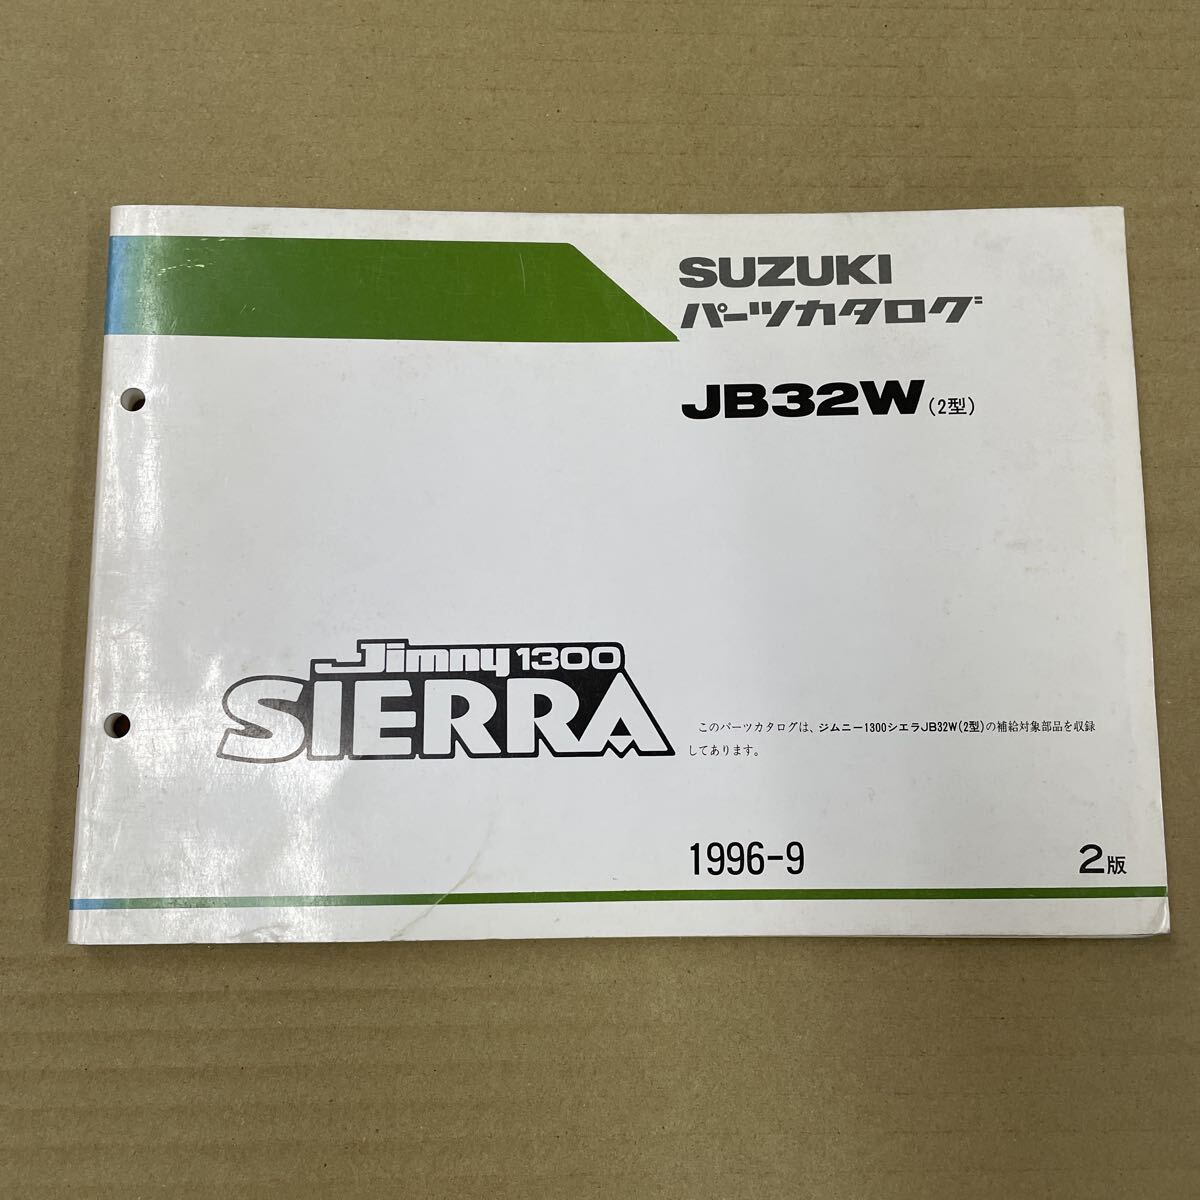 SUZUKI
パーツカタログ
JB32W(2型)
Jimny 1300
SIERRA
このパーツカタログは、ジムニー1300シエラJB32W(2型)の補給対象部品を収録
してあります。
1996-9
2版